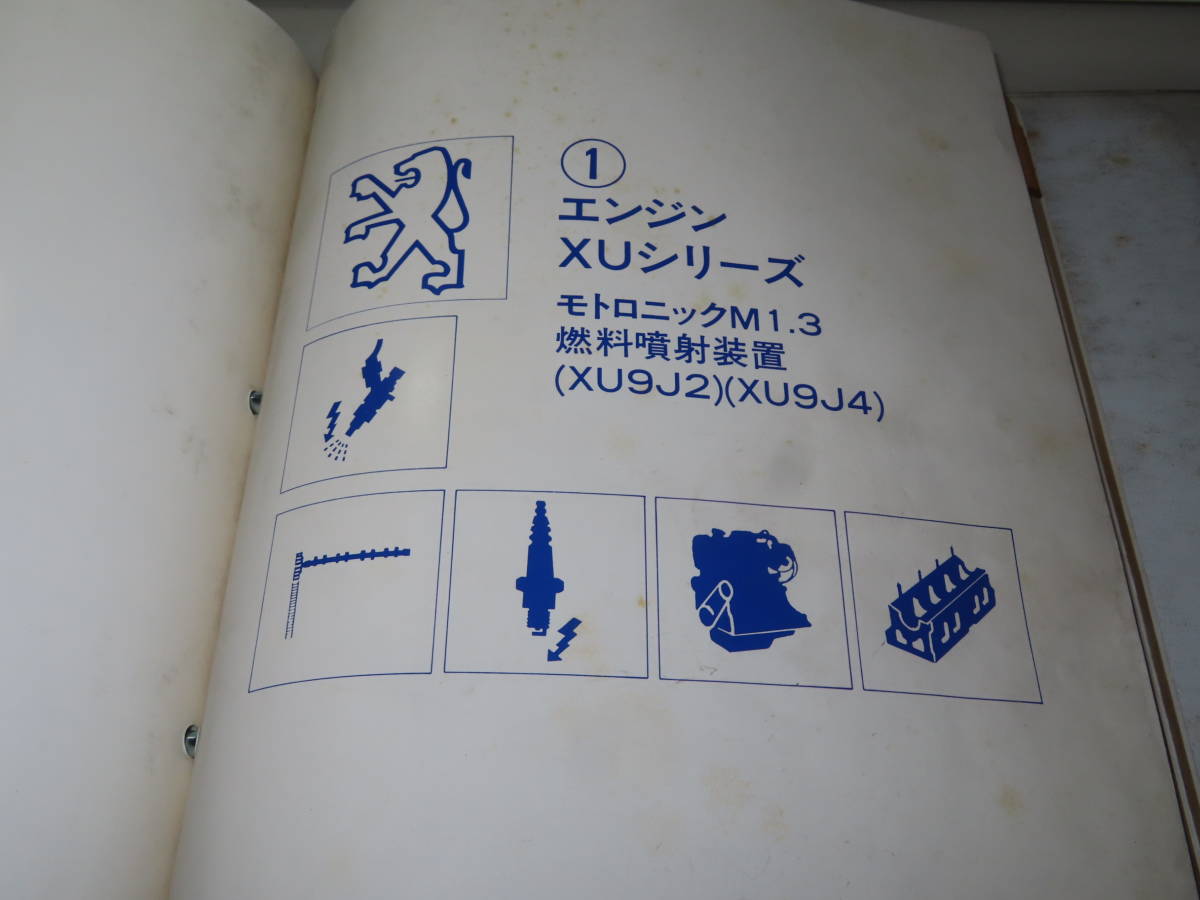 ①
エンジン
XUシリーズ
モトロニックM1.3
燃料噴射装置
(XU9J2)(XU9J4)